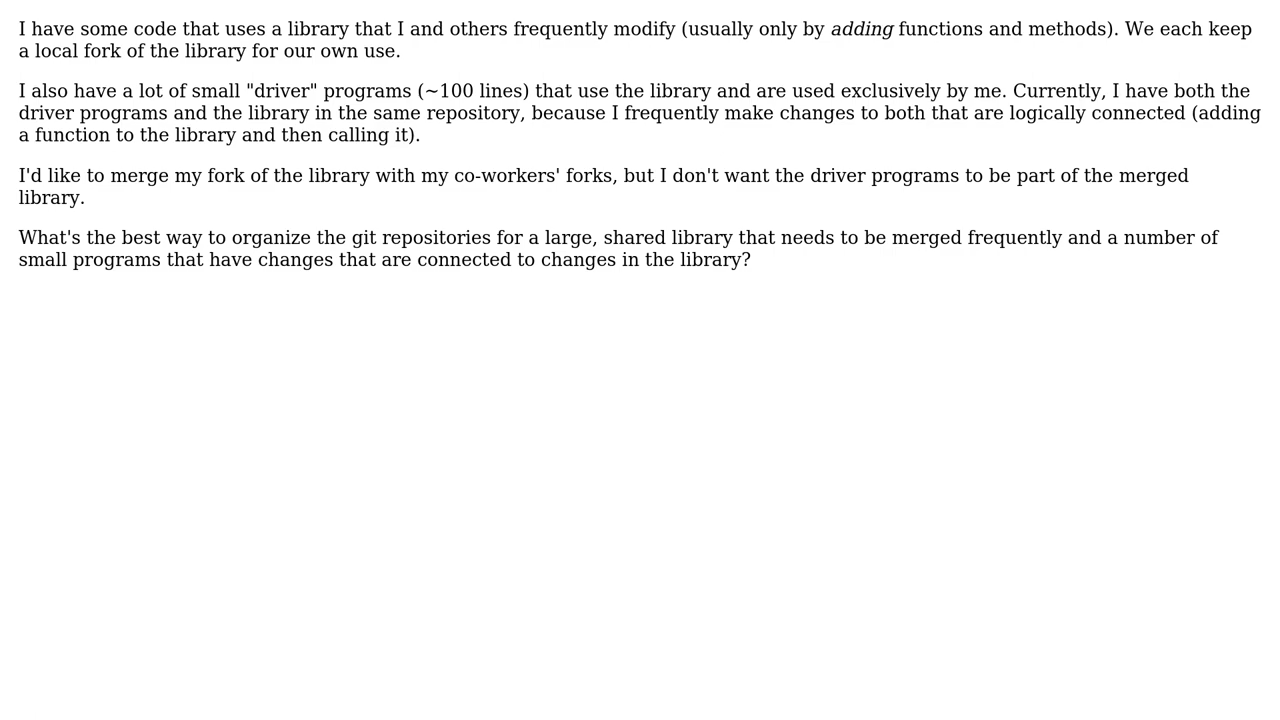 I have some code that uses a library that I and others frequently modify (usually only by adding functions and methods). We each keep
a local fork of the library for our own use.
I also have a lot of small "driver" programs (~100 lines) that use the library and are used exclusively by me. Currently, I have both the
driver programs and the library in the same repository, because I frequently make changes to both that are logically connected (adding
a function to the library and then calling it).
I'd like to merge my fork of the library with my co-workers' forks, but I don't want the driver programs to be part of the merged
library.
What's the best way to organize the git repositories for a large, shared library that needs to be merged frequently and a number of
small programs that have changes that are connected to changes in the library?